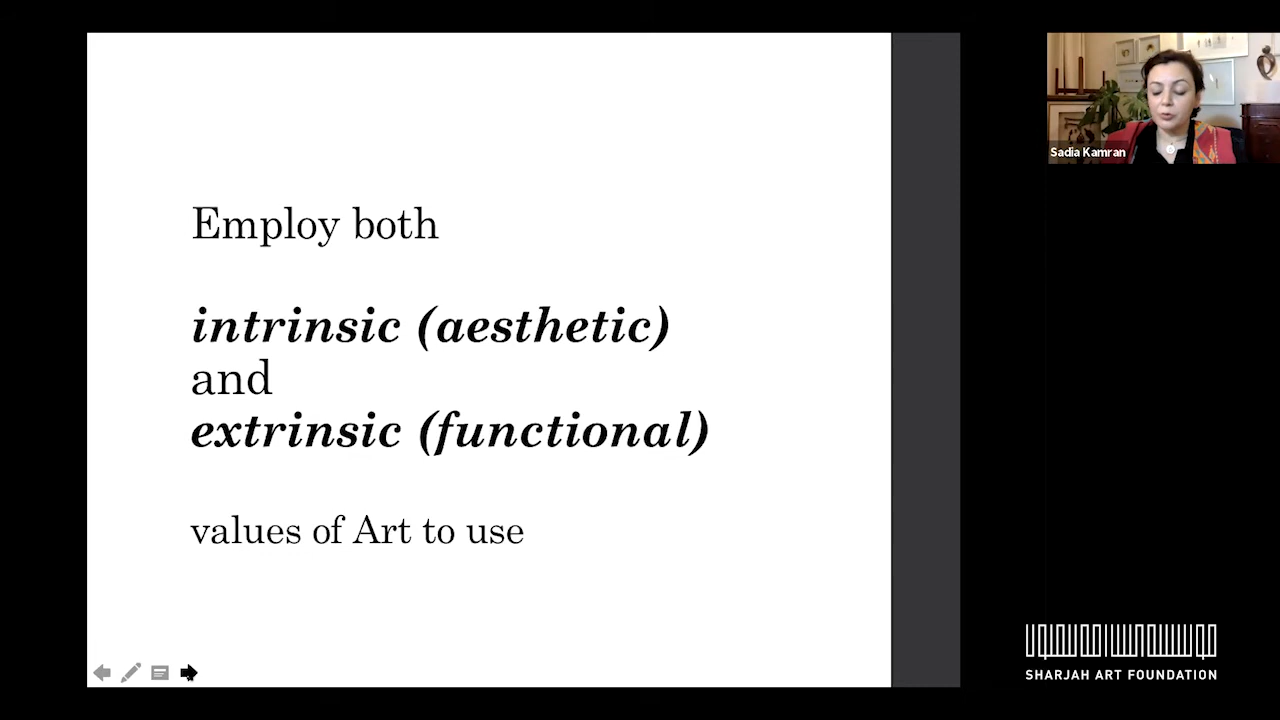 Employ both
intrinsic (aesthetic)
and
extrinsic (functional)
values of Art to use
Sadia Kamran
SHARJAH ART FOUNDATION